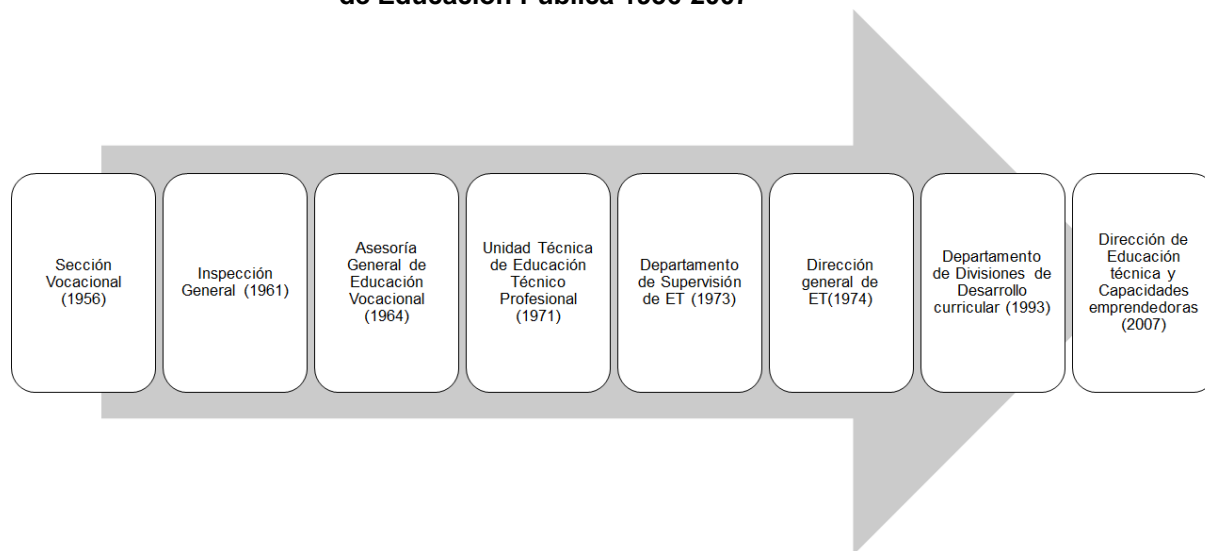 de Educación Pública 1956-2007
Sección
Vocacional
(1956)
Inspección
General (1961)
Asesoría
General de
Educación
Vocacional
(1964)
Unidad Técnica
de Educación
Técnico
Profesional
(1971)
Departamento
de Supervisión
de ET (1973)
Dirección
general de
ET(1974)
Departamento
de Divisiones de
Desarrollo
curricular (1993)
Dirección de
Educación
técnica y
Capacidades
emprendedoras
(2007)